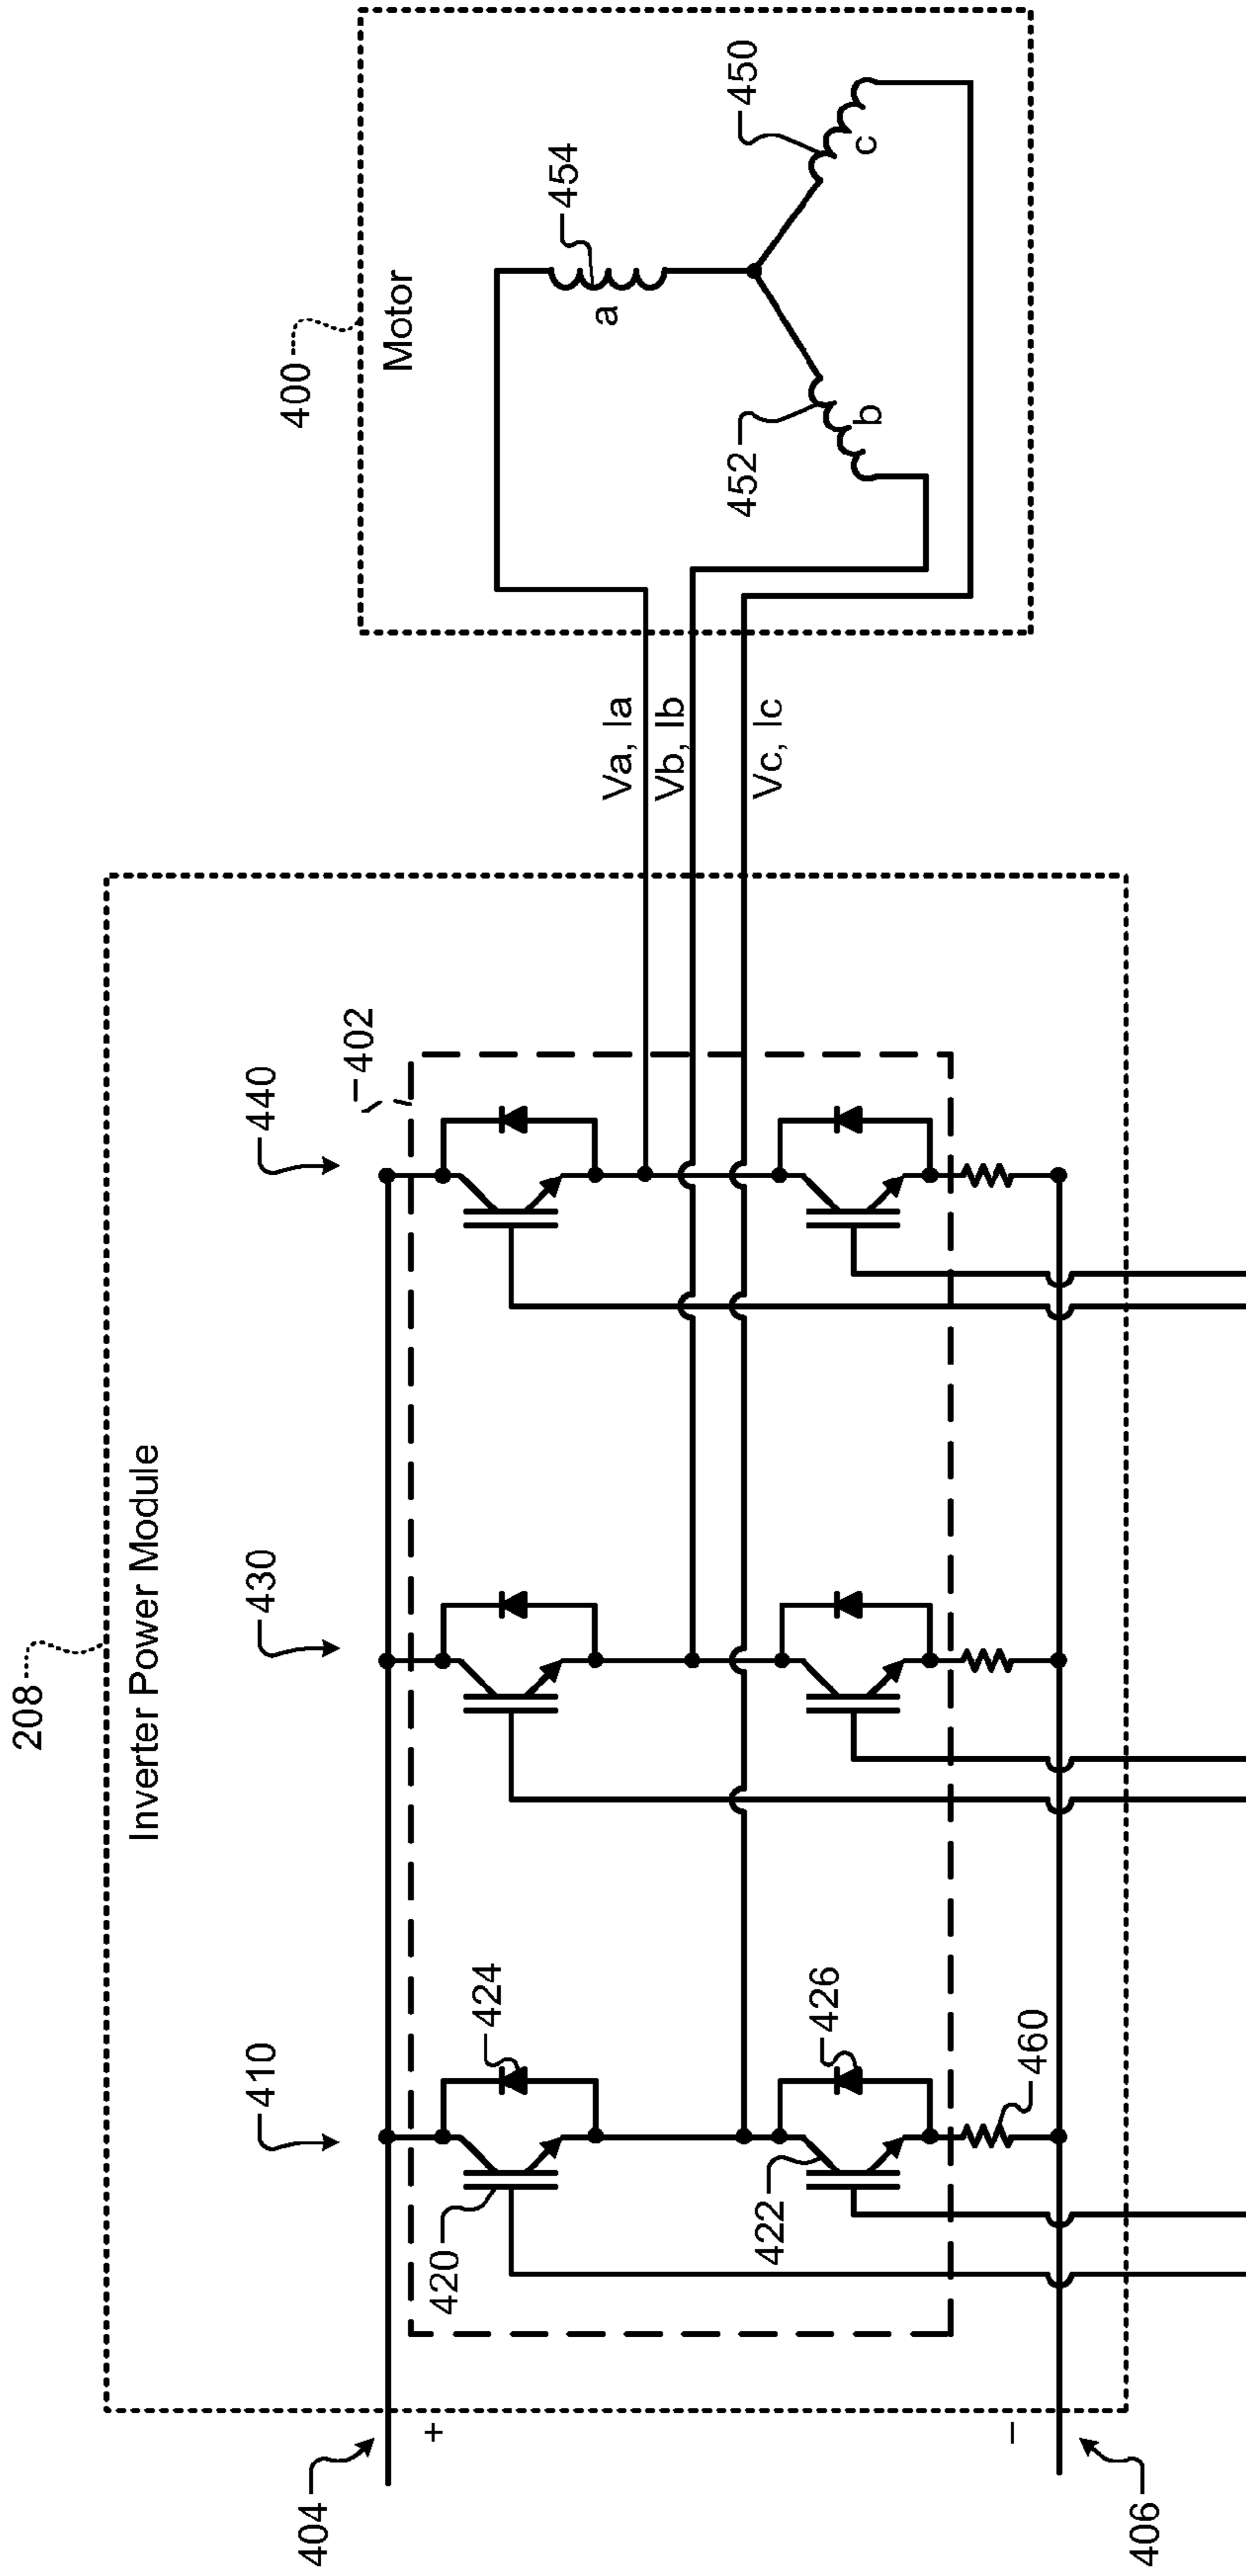 208
Inverter Power Module
400
Motor
410
430
440
402
404
+
420
424
454
a
Va, Ia
Vb, Ib
Vc, Ic
452
b
450
c
422
426
460
−
406